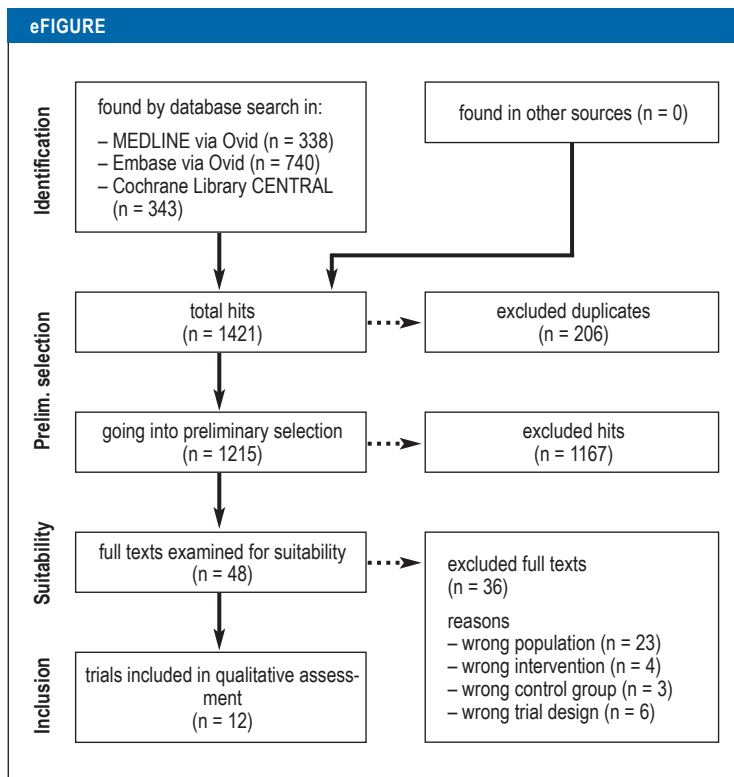 eFIGURE
Identification
found by database search in:
– MEDLINE via Ovid (n = 338)
– Embase via Ovid (n = 740)
– Cochrane Library CENTRAL
(n = 343)
found in other sources (n = 0)
Prelim. selection
total hits
(n = 1421)
excluded duplicates
(n = 206)
going into preliminary selection
(n = 1215)
excluded hits
(n = 1167)
Suitability
full texts examined for suitability
(n = 48)
excluded full texts
(n = 36)
reasons
– wrong population (n = 23)
– wrong intervention (n = 4)
– wrong control group (n = 3)
– wrong trial design (n = 6)
Inclusion
trials included in qualitative assess-
ment
(n = 12)